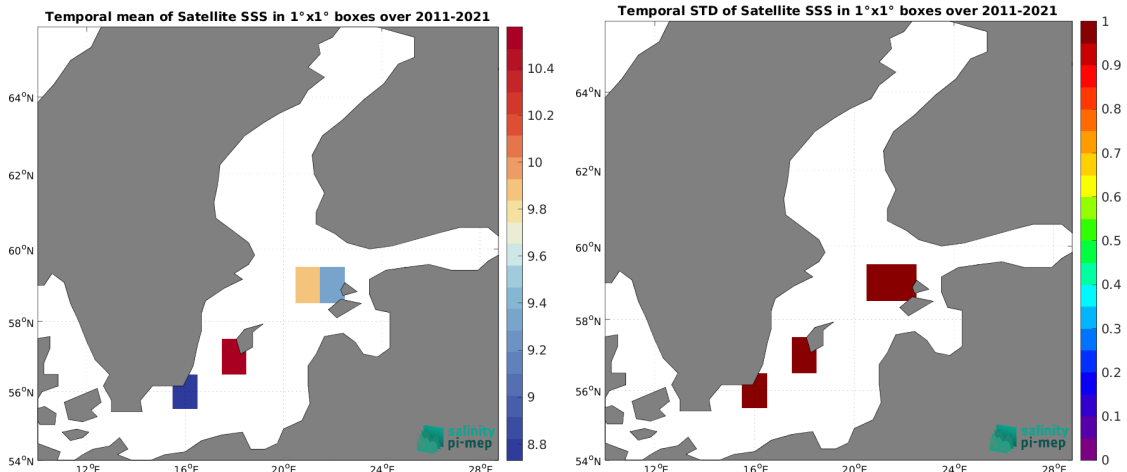 Temporal mean of Satellite SSS in 1°x1° boxes over 2011-2021
64°N
62°N
60°N
58°N
56°N
54°N
12°E
16°E
20°E
24°E
28°E
10.4
10.2
10
9.8
9.6
9.4
9.2
9
8.8
salinity
pi-mep
Temporal STD of Satellite SSS in 1°x1° boxes over 2011-2021
64°N
62°N
60°N
58°N
56°N
54°N
12°E
16°E
20°E
24°E
28°E
1
0.9
0.8
0.7
0.6
0.5
0.4
0.3
0.2
0.1
0
salinity
pi-mep